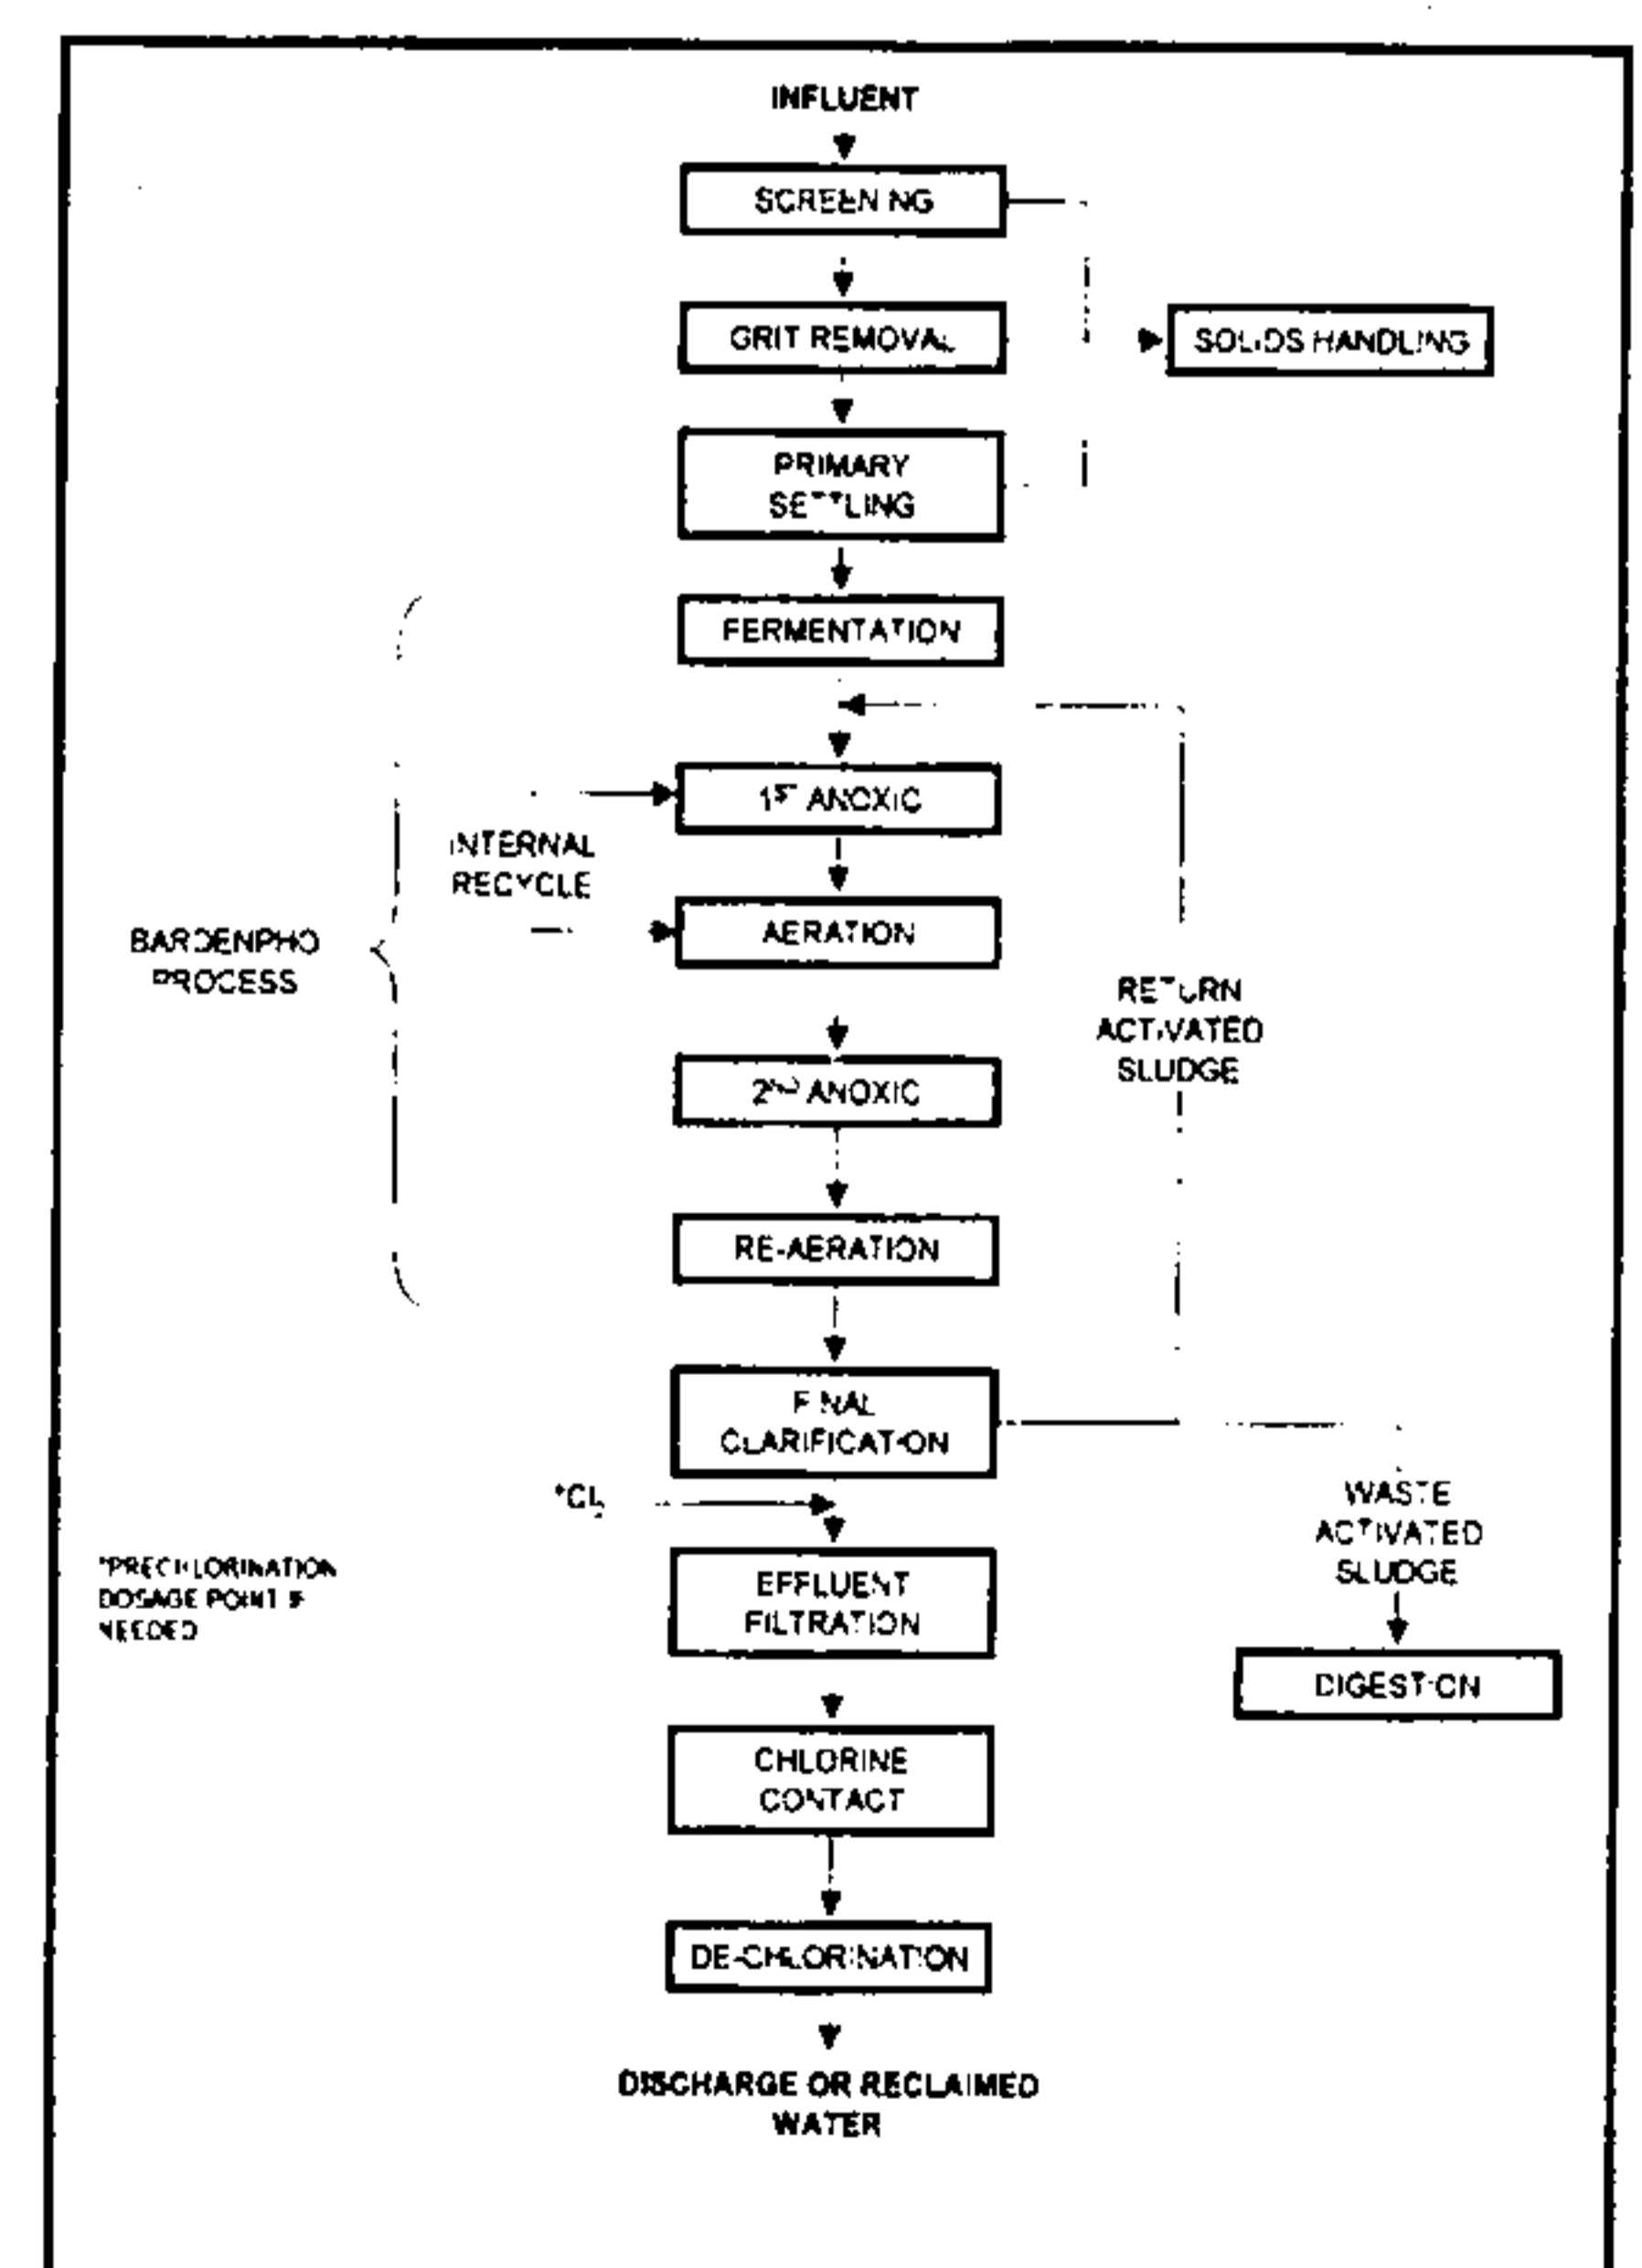 INFLUENT
SCREENING
GRIT REMOVAL
SOLIDS HANDLING
PRIMARY
SETTLING
FERMENTATION
1ST ANOXIC
INTERNAL
RECYCLE
AERATION
BARDENPHO
PROCESS
RETURN
ACTIVATED
SLUDGE
2ND ANOXIC
RE-AERATION
FINAL
CLARIFICATION
*Cl2
WASTE
ACTIVATED
SLUDGE
*PRECHLORINATION
DOSAGE POINT IF
NEEDED
EFFLUENT
FILTRATION
DIGESTION
CHLORINE
CONTACT
DE-CHLORINATION
DISCHARGE OR RECLAIMED
WATER